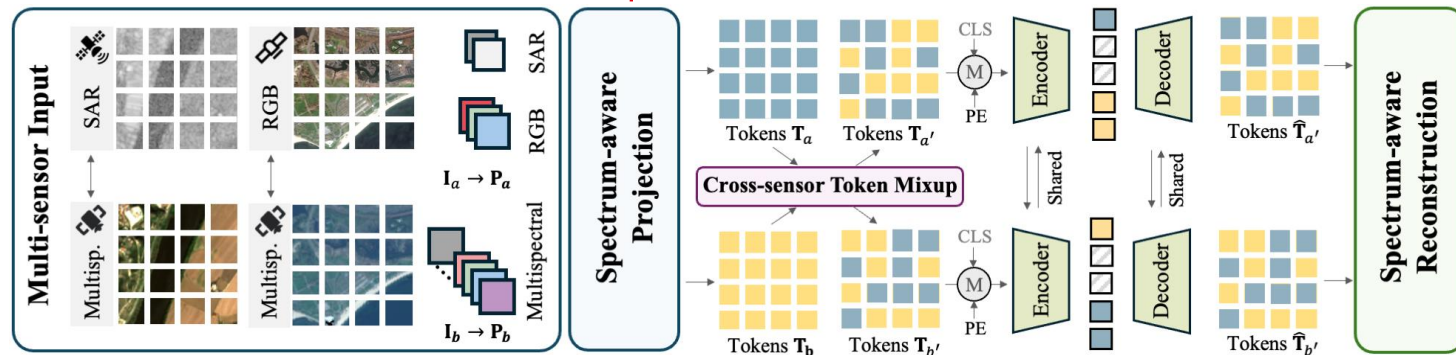 Multi-sensor Input
SAR
RGB
Multisp.
Multisp.
SAR
RGB
I_a → P_a
Multispectral
I_b → P_b
Spectrum-aware
Projection
Tokens T_a
Tokens T_a′
Cross-sensor Token Mixup
Tokens T_b
Tokens T_b′
CLS
M
PE
Encoder
Decoder
Tokens T̂_a′
Shared
Shared
CLS
M
PE
Encoder
Decoder
Tokens T̂_b′
Spectrum-aware
Reconstruction